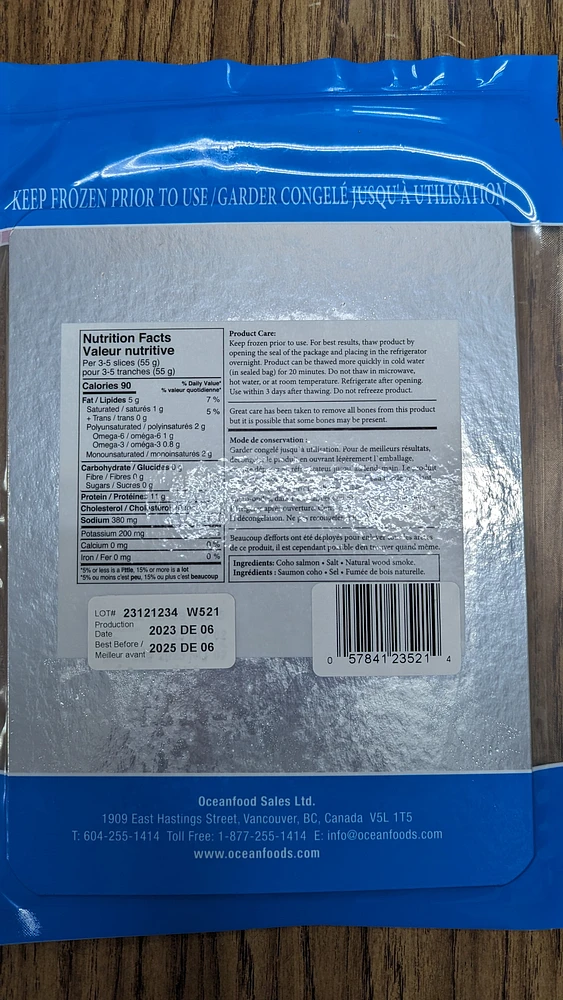 KEEP FROZEN PRIOR TO USE / GARDER CONGELÉ JUSQU'À UTILISATION
Nutrition Facts
Valeur nutritive
Per 3-5 slices (55 g)
pour 3-5 tranches (55 g)
Calories 90
% Daily Value*
% valeur quotidienne*
Fat / Lipides 5 g 7 %
Saturated / saturés 1 g
+ Trans / trans 0 g
5 %
Polyunsaturated / polyinsaturés 2 g
Omega-6 / oméga-6 1 g
Omega-3 / oméga-3 0.8 g
Monounsaturated / monoinsaturés 2 g
Carbohydrate / Glucides 0 g
Fibre / Fibres 0 g
Sugars / Sucres 0 g
Protein / Protéines 11 g
Cholesterol / Cholestérol
Sodium 380 mg
Potassium 200 mg
Calcium 0 mg 0 %
Iron / Fer 0 mg 0 %
*5% or less is a little, 15% or more is a lot
*5% ou moins c'est peu, 15% ou plus c'est beaucoup
Product Care:
Keep frozen prior to use. For best results, thaw product by
opening the seal of the package and placing in the refrigerator
overnight. Product can be thawed more quickly in cold water
(in sealed bag) for 20 minutes. Do not thaw in microwave,
hot water, or at room temperature. Refrigerate after opening.
Use within 3 days after thawing. Do not refreeze product.
Great care has been taken to remove all bones from this product
but it is possible that some bones may be present.
Mode de conservation :
Garder congelé jusqu'à utilisation. Pour de meilleurs résultats,
le produit en ouvrant légèrement l'emballage.
Le produit
dans
après ouverture.
décongélation. Ne pas
Beaucoup d'efforts ont été déployés pour enlever
de ce produit, il est cependant possible d'en trouver quand même.
Ingredients: Coho salmon • Salt • Natural wood smoke.
Ingrédients : Saumon coho • Sel • Fumée de bois naturelle.
LOT# 23121234 W521
Production
Date 2023 DE 06
Best Before /
Meilleur avant 2025 DE 06
0 57841 23521 4
Oceanfood Sales Ltd.
1909 East Hastings Street, Vancouver, BC, Canada V5L 1T5
T: 604-255-1414 Toll Free: 1-877-255-1414 E: info@oceanfoods.com
www.oceanfoods.com